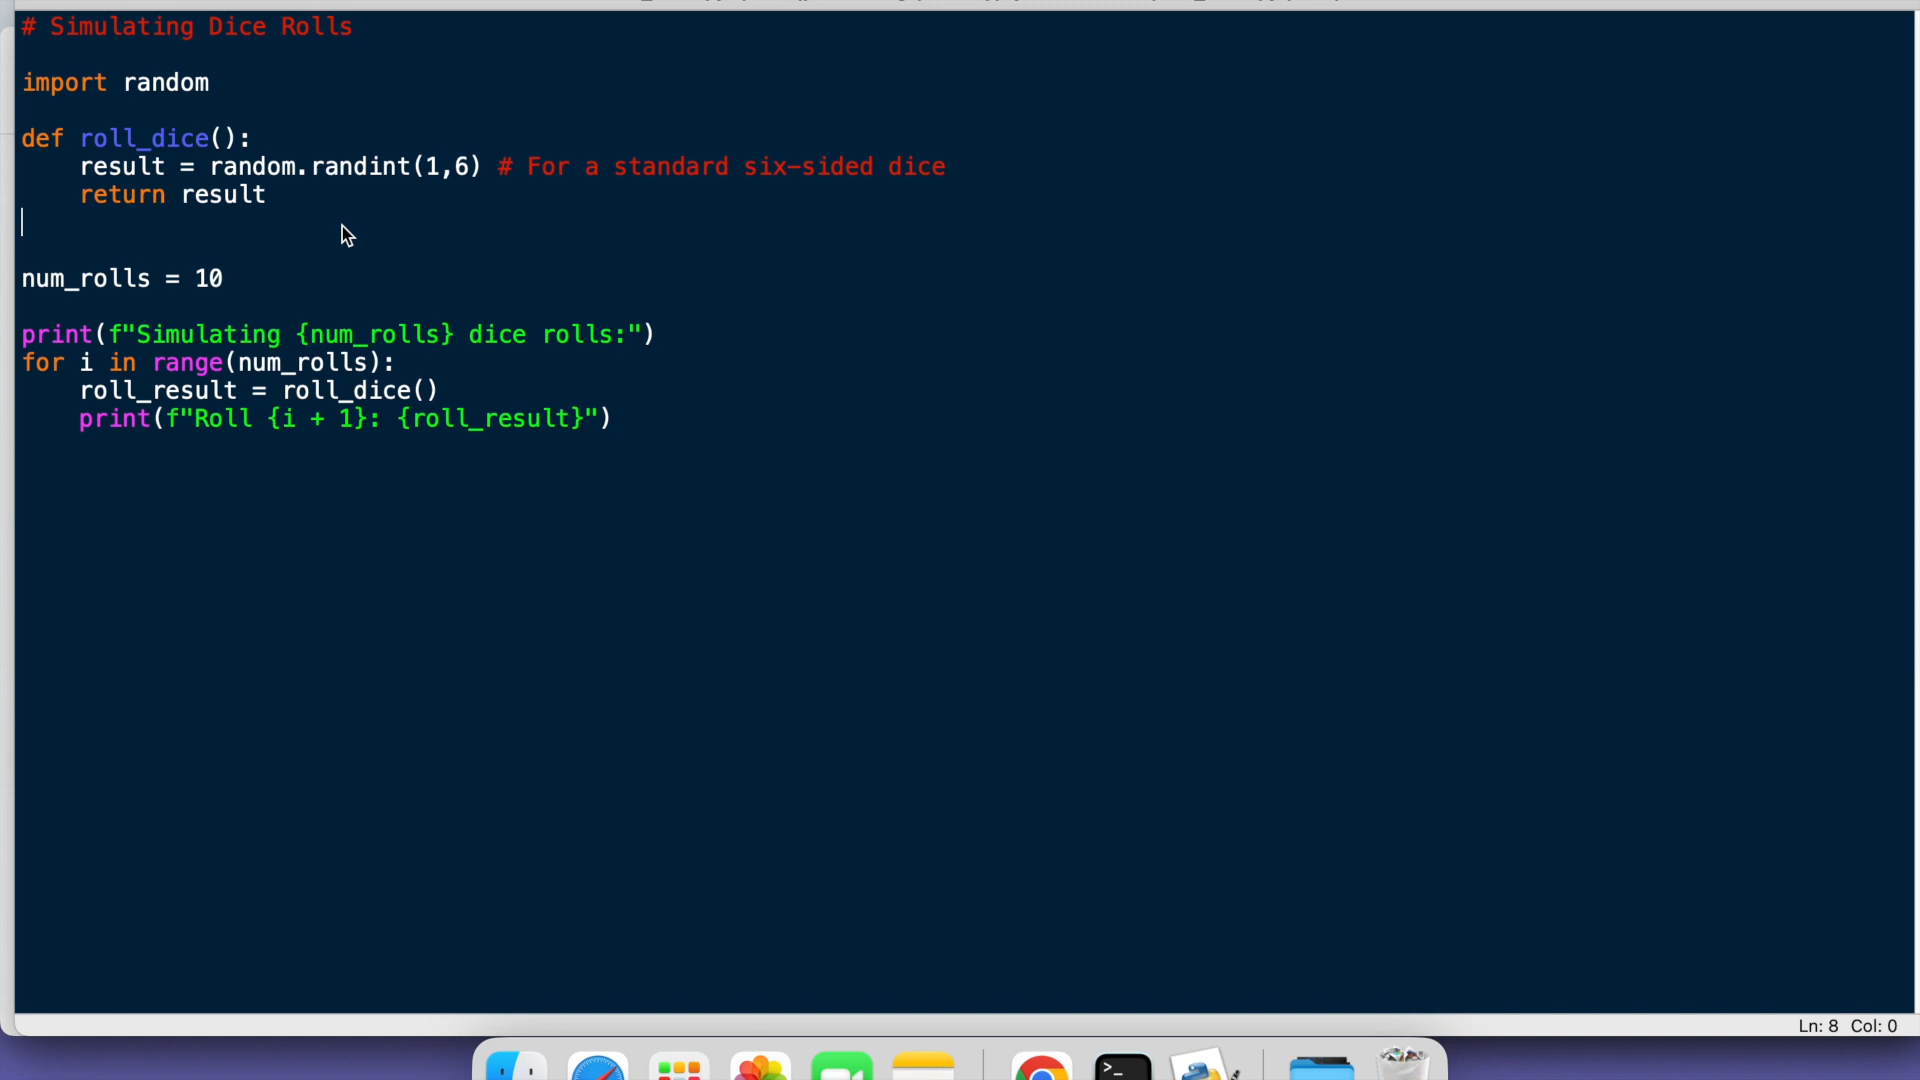 # Simulating Dice Rolls
import random
def roll_dice():
    result = random.randint(1,6) # For a standard six-sided dice
    return result
num_rolls = 10
print(f"Simulating {num_rolls} dice rolls:")
for i in range(num_rolls):
    roll_result = roll_dice()
    print(f"Roll {i + 1}: {roll_result}")
Ln: 8 Col: 0
>_